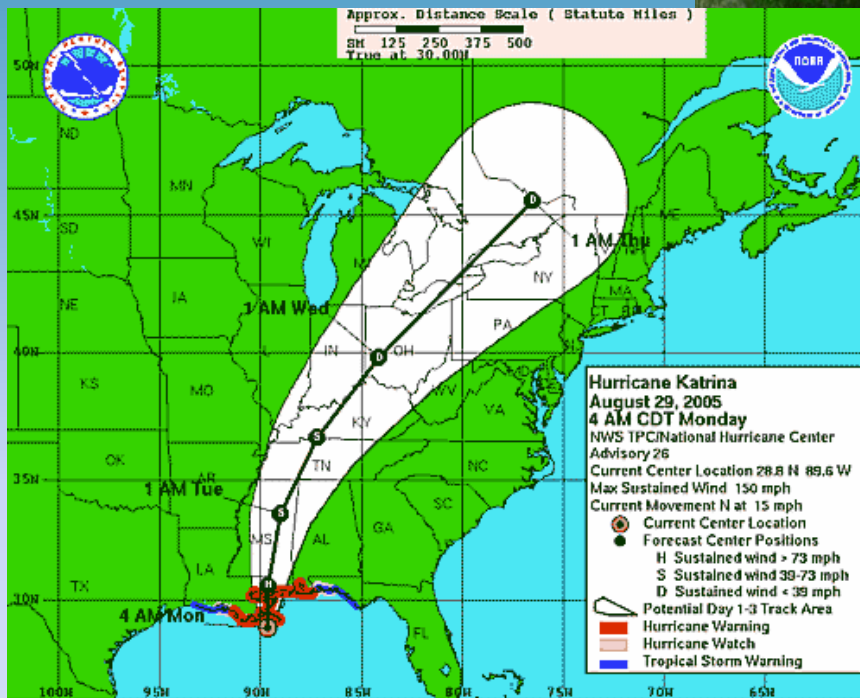 Approx. Distance Scale ( Statute Miles )
SM 125 250 375 500
True at 30.00N
NOAA
50N
ND
MN
45N
ME
SD
WI
1 AM Thu
MI
NY
MA
1 AM Wed
CT RI
NE
IA
PA
40N
IL IN OH
NJ
MD
KS
MO
WV
VA
KY
OK
TN
NC
35N
AR
1 AM Tue
SC
MS AL GA
TX
LA
30N
4 AM Mon
FL
100W 95W 90W 85W 80W 75W 70W 65W
H
S
S
D
D
Hurricane Katrina
August 29, 2005
4 AM CDT Monday
NWS TPC/National Hurricane Center
Advisory 26
Current Center Location 28.8 N 89.6 W
Max Sustained Wind 150 mph
Current Movement N at 15 mph
Current Center Location
Forecast Center Positions
H Sustained wind > 73 mph
S Sustained wind 39-73 mph
D Sustained wind < 39 mph
Potential Day 1-3 Track Area
Hurricane Warning
Hurricane Watch
Tropical Storm Warning